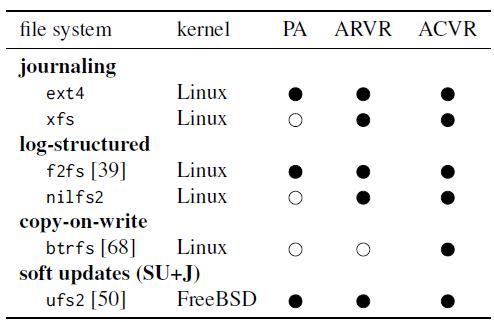 file system kernel PA ARVR ACVR
journaling
ext4 Linux ● ● ●
xfs Linux ○ ● ●
log-structured
f2fs [39] Linux ● ● ●
nilfs2 Linux ○ ● ●
copy-on-write
btrfs [68] Linux ○ ○ ●
soft updates (SU+J)
ufs2 [50] FreeBSD ● ● ●